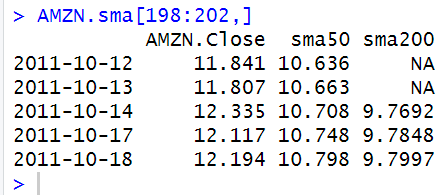 > AMZN.sma[198:202,]
           AMZN.Close  sma50 sma200
2011-10-12     11.841 10.636     NA
2011-10-13     11.807 10.663     NA
2011-10-14     12.335 10.708 9.7692
2011-10-17     12.117 10.748 9.7848
2011-10-18     12.194 10.798 9.7997
>